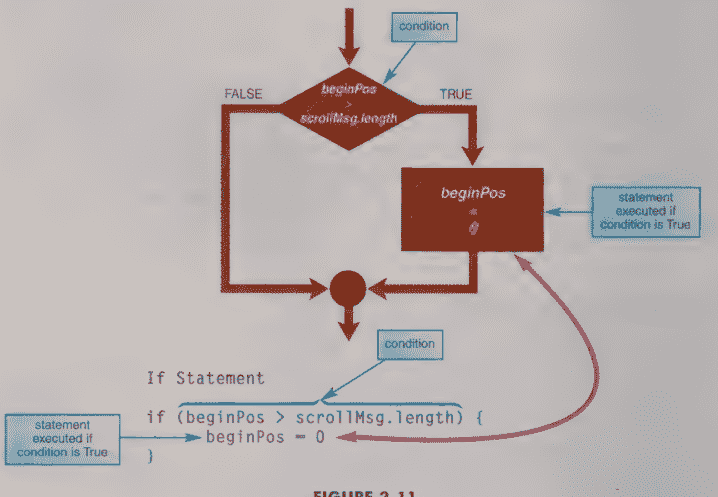 condition
FALSE
TRUE
beginPos
>
scrollMsg.length
beginPos
=
0
statement
executed if
condition is True
condition
If Statement
if (beginPos > scrollMsg.length) {
beginPos = 0
}
statement
executed if
condition is True
FIGURE 2-11